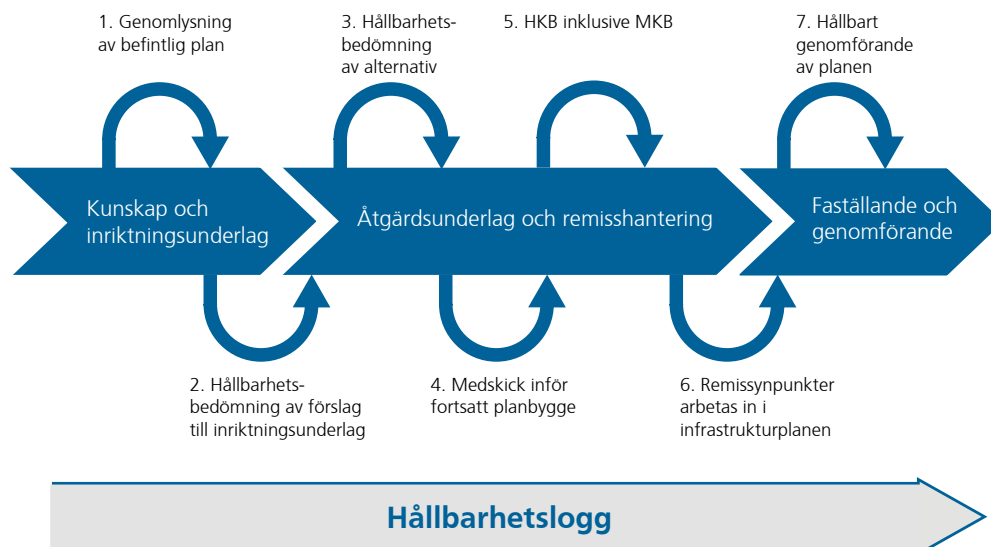 1. Genomlysning
av befintlig plan
3. Hållbarhets-
bedömning
av alternativ
5. HKB inklusive MKB
7. Hållbart
genomförande
av planen
Kunskap och
inriktningsunderlag
Åtgärdsunderlag och remisshantering
Faställande och
genomförande
2. Hållbarhets-
bedömning av förslag
till inriktningsunderlag
4. Medskick inför
fortsatt planbygge
6. Remissynpunkter
arbetas in i
infrastrukturplanen
Hållbarhetslogg